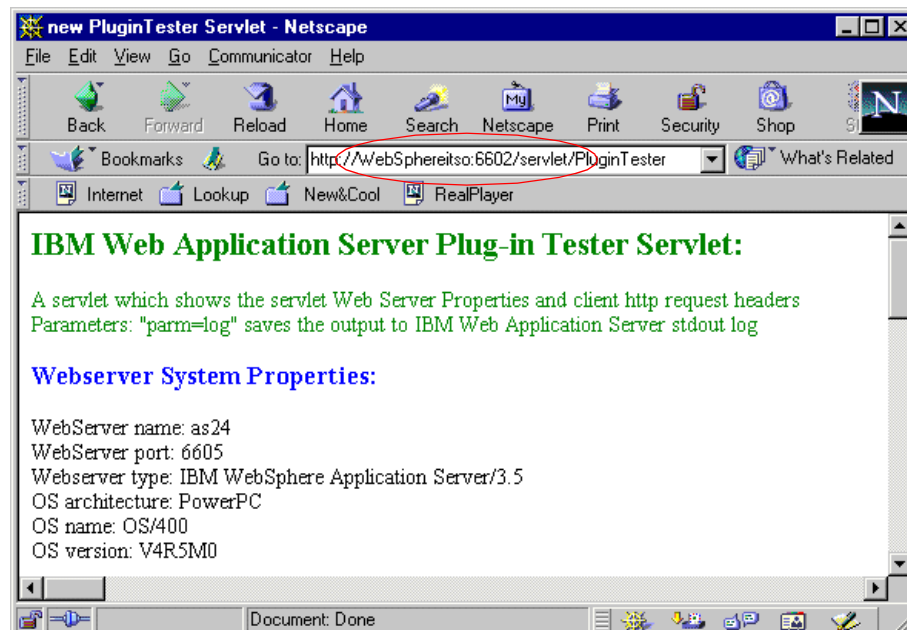 new PluginTester Servlet - Netscape
File Edit View Go Communicator Help
Back Forward Reload Home Search Netscape Print Security Shop
My
N
Bookmarks Go to: http://WebSphereitso:6602/servlet/PluginTester What's Related
Internet Lookup New&Cool RealPlayer
IBM Web Application Server Plug-in Tester Servlet:
A servlet which shows the servlet Web Server Properties and client http request headers
Parameters: "parm=log" saves the output to IBM Web Application Server stdout log
Webserver System Properties:
WebServer name: as24
WebServer port: 6605
Webserver type: IBM WebSphere Application Server/3.5
OS architecture: PowerPC
OS name: OS/400
OS version: V4R5M0
Document: Done